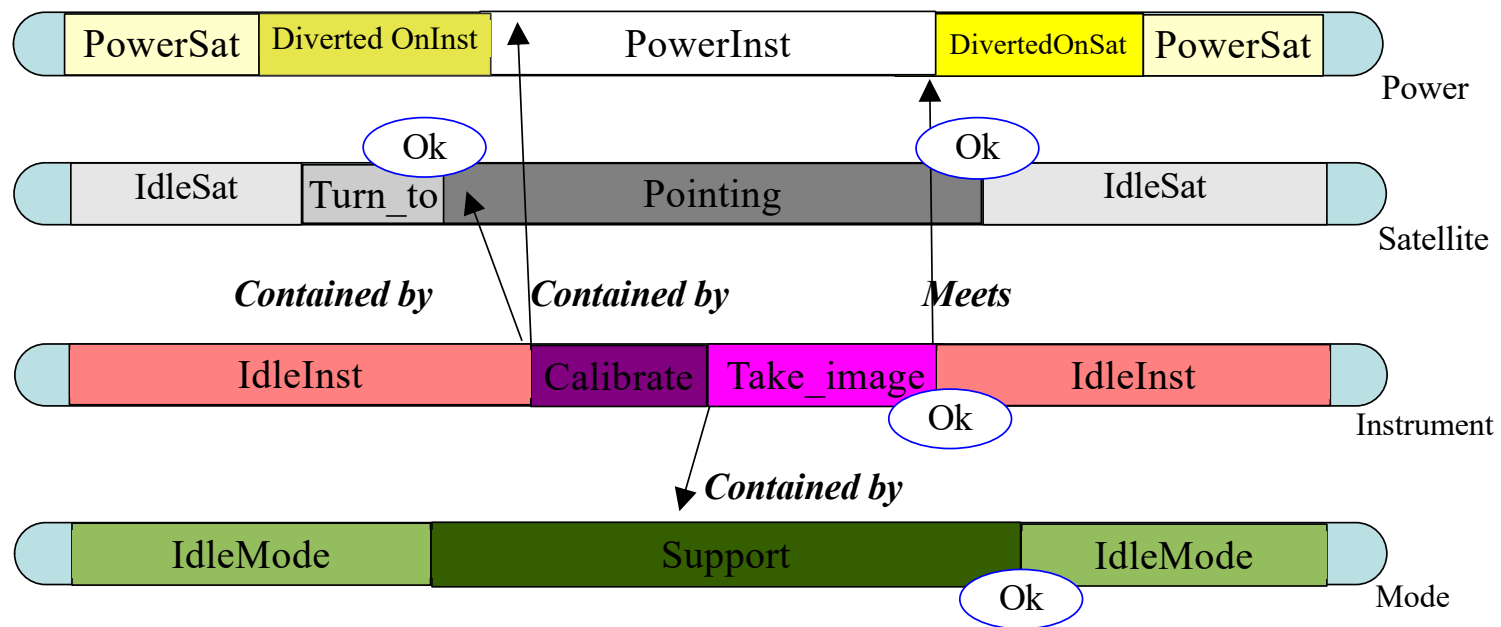 PowerSat Diverted OnInst PowerInst DivertedOnSat PowerSat
Power
Ok Ok
IdleSat Turn_to Pointing IdleSat
Satellite
Contained by Contained by Meets
IdleInst Calibrate Take_image IdleInst
Ok
Instrument
Contained by
IdleMode Support IdleMode
Ok
Mode